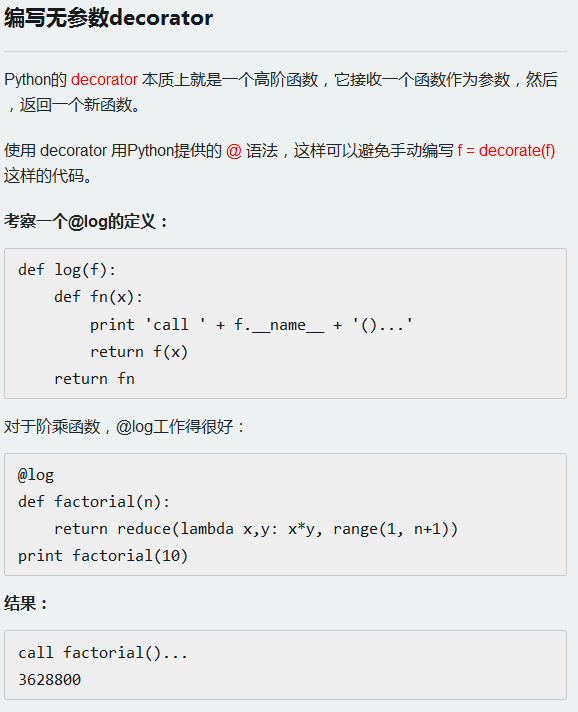 编写无参数decorator
Python的 decorator 本质上就是一个高阶函数，它接收一个函数作为参数，然后
，返回一个新函数。
使用 decorator 用Python提供的 @ 语法，这样可以避免手动编写 f = decorate(f)
这样的代码。
考察一个@log的定义：
def log(f):
    def fn(x):
        print 'call ' + f.__name__ + '()...'
        return f(x)
    return fn
对于阶乘函数，@log工作得很好：
@log
def factorial(n):
    return reduce(lambda x,y: x*y, range(1, n+1))
print factorial(10)
结果：
call factorial()...
3628800